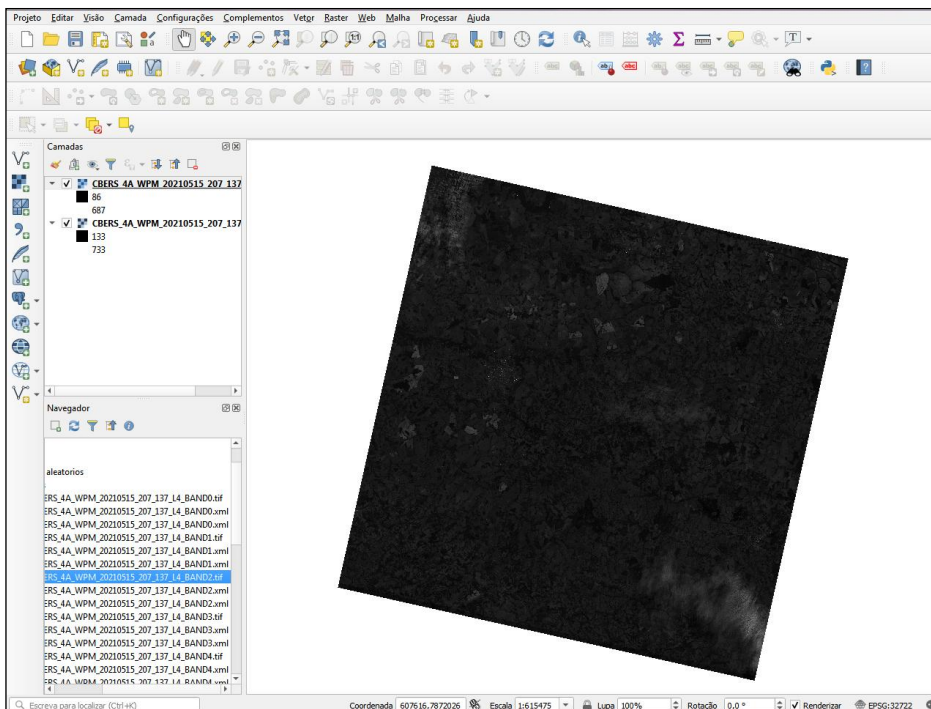 Projeto Editar Visão Camada Configurações Complementos Vetor Raster Web Malha Processar Ajuda
Camadas
CBERS_4A_WPM_20210515_207_137
86
687
CBERS_4A_WPM_20210515_207_137
133
733
Navegador
aleatorios
ERS_4A_WPM_20210515_207_137_L4_BAND0.tif
ERS_4A_WPM_20210515_207_137_L4_BAND0.xml
ERS_4A_WPM_20210515_207_137_L4_BAND0.xml
ERS_4A_WPM_20210515_207_137_L4_BAND1.tif
ERS_4A_WPM_20210515_207_137_L4_BAND1.xml
ERS_4A_WPM_20210515_207_137_L4_BAND1.xml
ERS_4A_WPM_20210515_207_137_L4_BAND2.tif
ERS_4A_WPM_20210515_207_137_L4_BAND2.xml
ERS_4A_WPM_20210515_207_137_L4_BAND2.xml
ERS_4A_WPM_20210515_207_137_L4_BAND3.tif
ERS_4A_WPM_20210515_207_137_L4_BAND3.xml
ERS_4A_WPM_20210515_207_137_L4_BAND3.xml
ERS_4A_WPM_20210515_207_137_L4_BAND4.tif
ERS_4A_WPM_20210515_207_137_L4_BAND4.xml
ERS_4A_WPM_20210515_207_137_L4_BAND4.xml
Escreva para localizar (Ctrl+K) Coordenada 607616,7872026 Escala 1:615475 Lupa 100% Rotação 0,0 ° Renderizar EPSG:32722